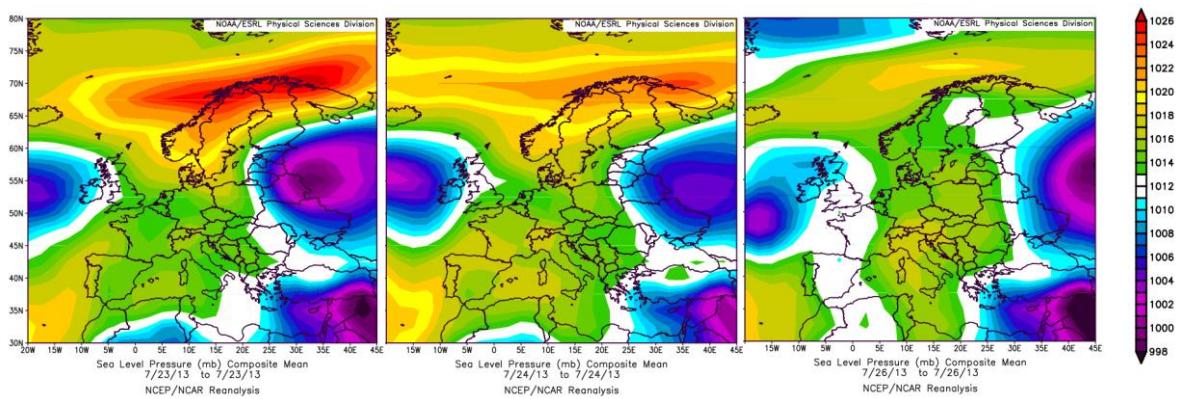 NOAA/ESRL Physical Sciences Division
80N
75N
70N
65N
60N
55N
50N
45N
40N
35N
30N
20W 15W 10W 5W 0 5E 10E 15E 20E 25E 30E 35E 40E 45E
Sea Level Pressure (mb) Composite Mean
7/23/13 to 7/23/13
NCEP/NCAR Reanalysis
NOAA/ESRL Physical Sciences Division
15W 10W 5W 0 5E 10E 15E 20E 25E 30E 35E 40E 45E
Sea Level Pressure (mb) Composite Mean
7/24/13 to 7/24/13
NCEP/NCAR Reanalysis
NOAA/ESRL Physical Sciences Division
15W 10W 5W 0 5E 10E 15E 20E 25E 30E 35E 40E 45E
Sea Level Pressure (mb) Composite Mean
7/26/13 to 7/26/13
NCEP/NCAR Reanalysis
1026
1024
1022
1020
1018
1016
1014
1012
1010
1008
1006
1004
1002
1000
998